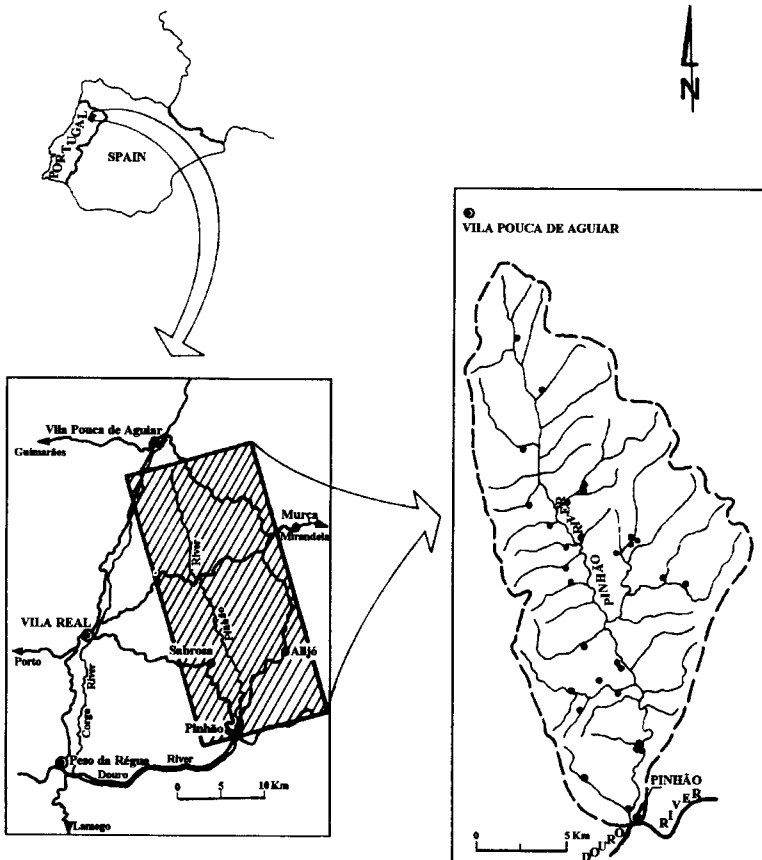 N
PORTUGAL
SPAIN
VILA POUCA DE AGUIAR
RIVER
PINHÃO
PINHÃO
DOURO RIVER
0 5 Km
Vila Pouca de Aguiar
Guimarães
Murça
Mirandela
River
Pinhão
VILA REAL
Porto
Sabrosa
Alijó
Corgo
River
Pinhão
Peso da Régua
Douro River
Lamego
0 5 10 Km